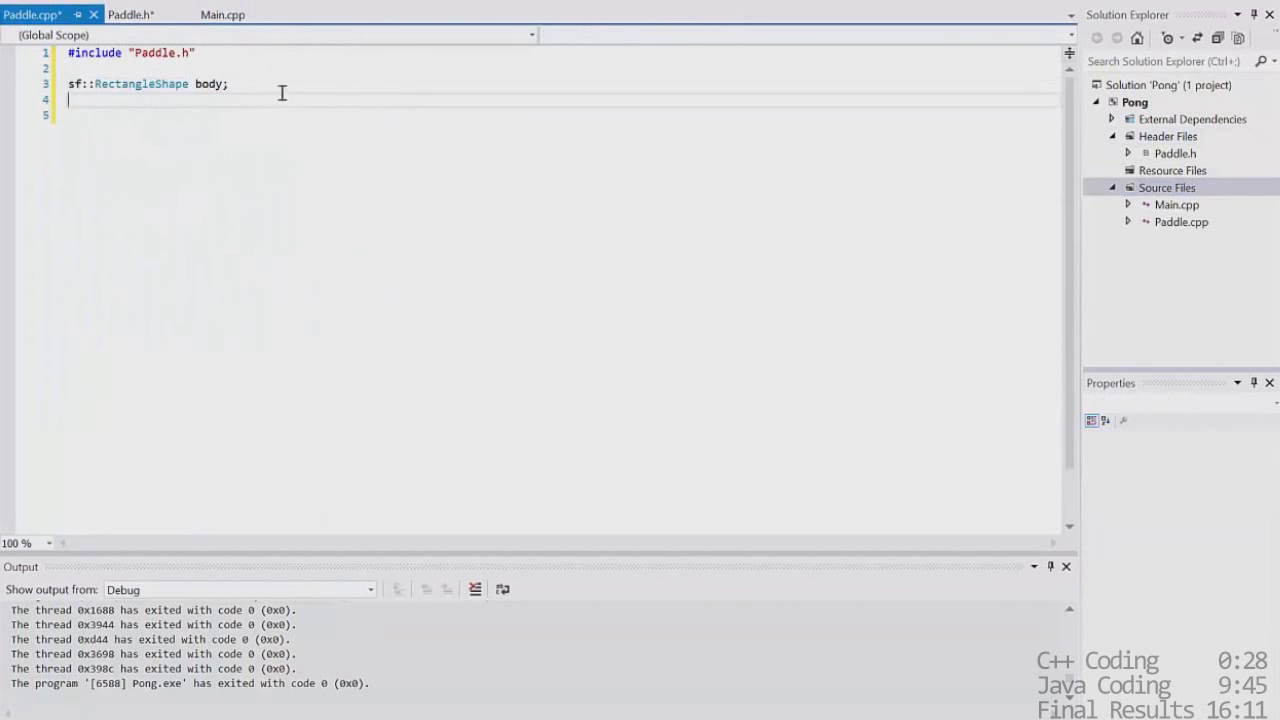 Paddle.cpp*
Paddle.h*
Main.cpp
(Global Scope)
1 #include "Paddle.h"
2
3 sf::RectangleShape body;
4
5
100 %
Output
Show output from: Debug
The thread 0x1688 has exited with code 0 (0x0).
The thread 0x3944 has exited with code 0 (0x0).
The thread 0xd44 has exited with code 0 (0x0).
The thread 0x3698 has exited with code 0 (0x0).
The thread 0x398c has exited with code 0 (0x0).
The program '[6588] Pong.exe' has exited with code 0 (0x0).
Solution Explorer
Search Solution Explorer (Ctrl+;)
Solution 'Pong' (1 project)
Pong
External Dependencies
Header Files
Paddle.h
Resource Files
Source Files
Main.cpp
Paddle.cpp
Properties
C++ Coding 0:28
Java Coding 9:45
Final Results 16:11